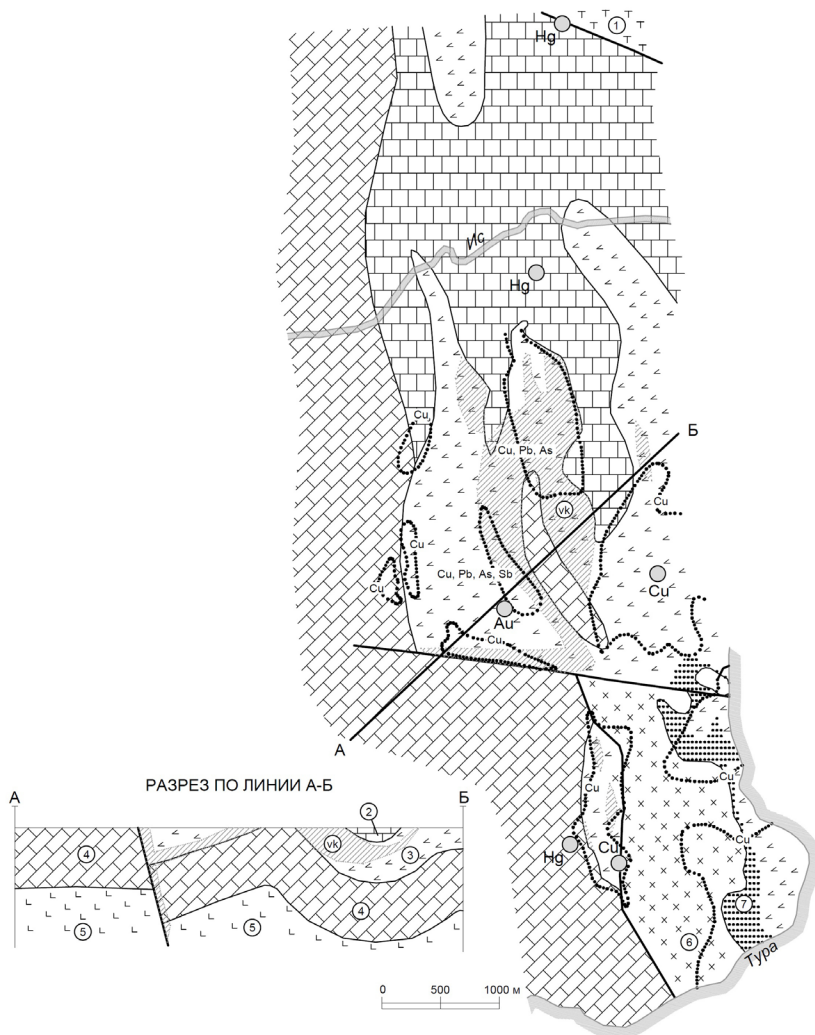 Hg
1
Ис
Hg
Cu
Б
Cu, Pb, As
vk
Cu
Cu
Cu
Cu, Pb, As, Sb
Cu
Au
Cu
А
Cu
Cu
Hg
Cu
Cu
7
6
Тура
РАЗРЕЗ ПО ЛИНИИ А-Б
А
Б
2
vk
3
4
4
5
5
0 500 1000 м